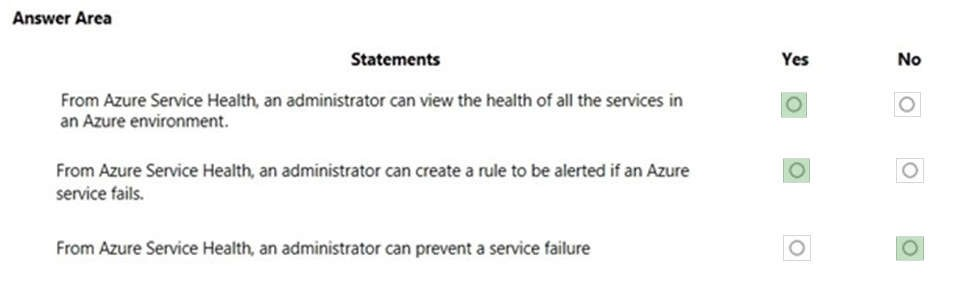 Answer Area
Statements Yes No
From Azure Service Health, an administrator can view the health of all the services in
an Azure environment.
From Azure Service Health, an administrator can create a rule to be alerted if an Azure
service fails.
From Azure Service Health, an administrator can prevent a service failure